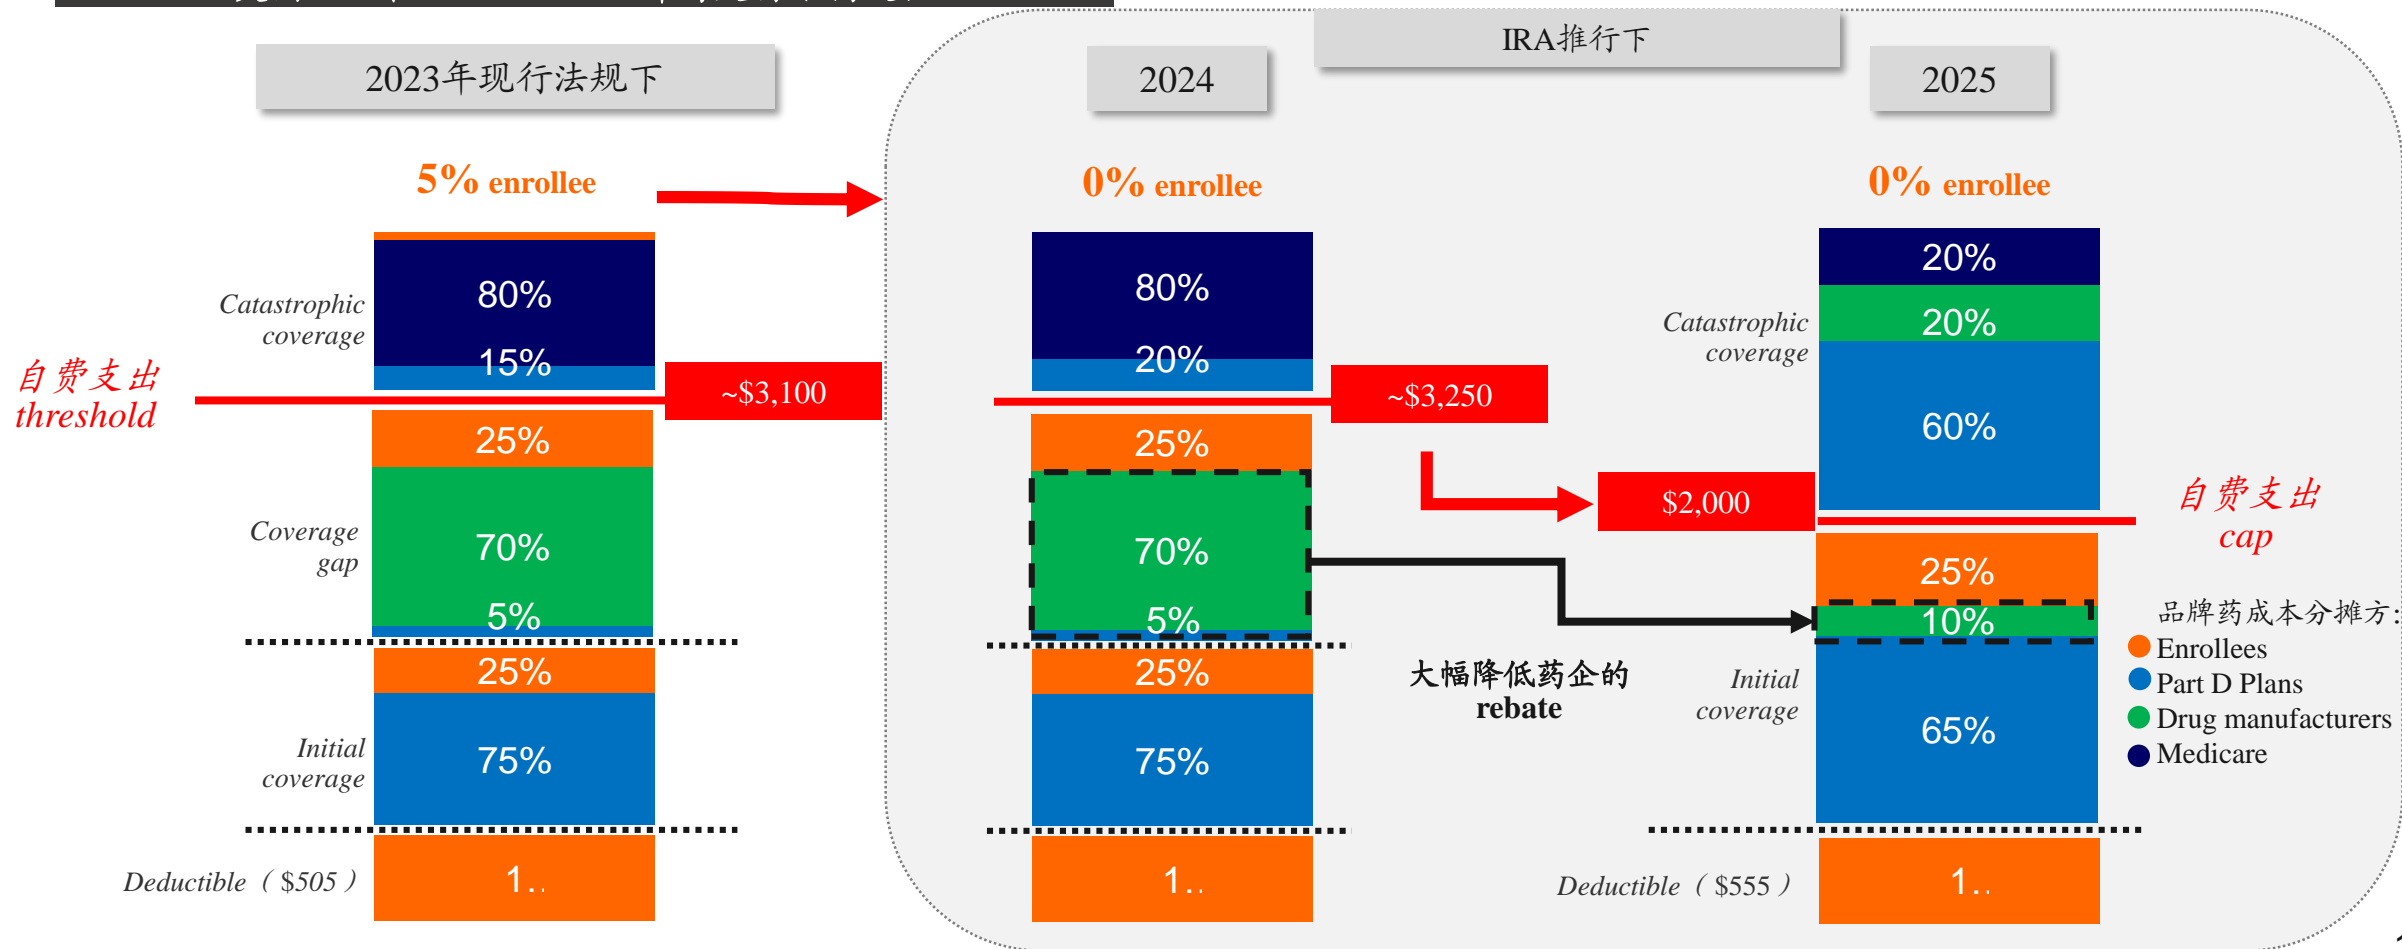 IRA推行下
2023年现行法规下
2024
2025
5% enrollee
0% enrollee
0% enrollee
Catastrophic
coverage
80%
15%
80%
20%
Catastrophic
coverage
20%
20%
60%
自费支出
threshold
~$3,100
~$3,250
$2,000
自费支出
cap
Coverage
gap
25%
70%
5%
25%
70%
5%
大幅降低药企的
rebate
25%
10%
65%
Initial
coverage
品牌药成本分摊方:
Enrollees
Part D Plans
Drug manufacturers
Medicare
Initial
coverage
25%
75%
25%
75%
Deductible（ $505 ）
1..
1..
Deductible（ $555 ）
1..